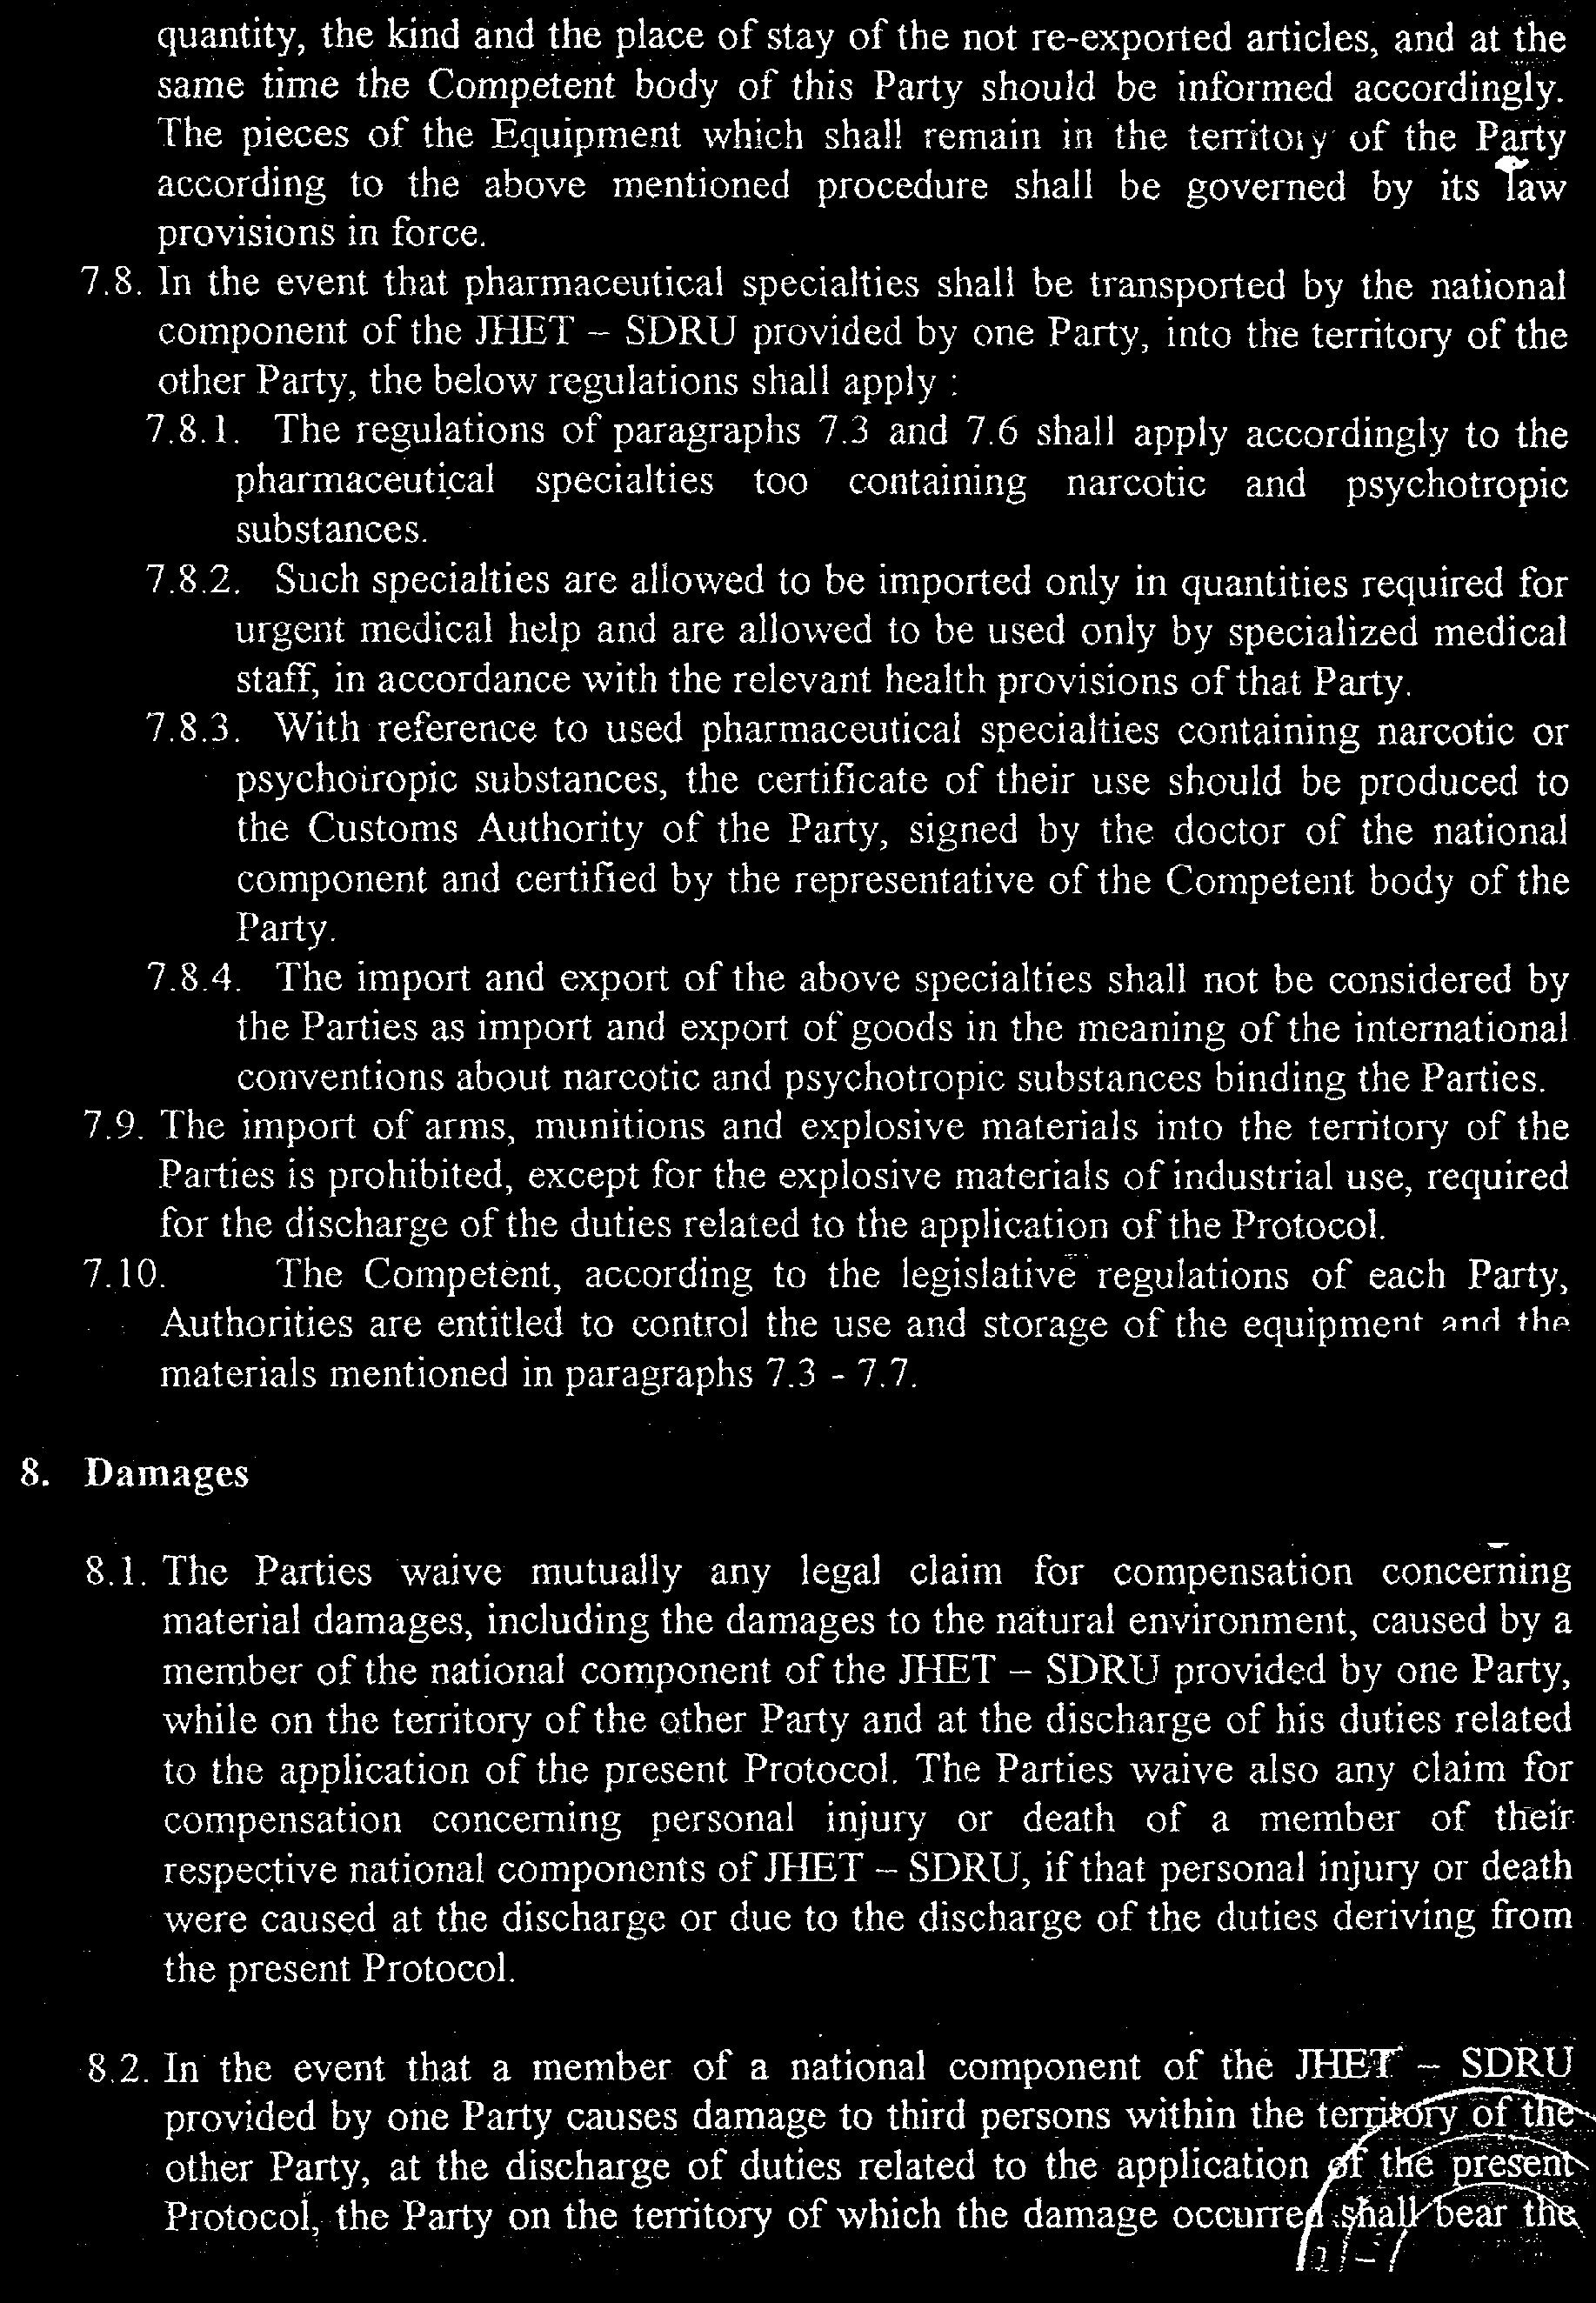 quantity, the kind and the place of stay of the not re-exported articles, and at the
same time the Competent body of this Party should be informed accordingly.
The pieces of the Equipment which shall remain in the territory of the Party
according to the above mentioned procedure shall be governed by its law
provisions in force.
7.8. In the event that pharmaceutical specialties shall be transported by the national
component of the JHET – SDRU provided by one Party, into the territory of the
other Party, the below regulations shall apply :
7.8.1. The regulations of paragraphs 7.3 and 7.6 shall apply accordingly to the
pharmaceutical specialties too containing narcotic and psychotropic
substances.
7.8.2. Such specialties are allowed to be imported only in quantities required for
urgent medical help and are allowed to be used only by specialized medical
staff, in accordance with the relevant health provisions of that Party.
7.8.3. With reference to used pharmaceutical specialties containing narcotic or
psychotropic substances, the certificate of their use should be produced to
the Customs Authority of the Party, signed by the doctor of the national
component and certified by the representative of the Competent body of the
Party.
7.8.4. The import and export of the above specialties shall not be considered by
the Parties as import and export of goods in the meaning of the international
conventions about narcotic and psychotropic substances binding the Parties.
7.9. The import of arms, munitions and explosive materials into the territory of the
Parties is prohibited, except for the explosive materials of industrial use, required
for the discharge of the duties related to the application of the Protocol.
7.10. The Competent, according to the legislative regulations of each Party,
Authorities are entitled to control the use and storage of the equipment and the
materials mentioned in paragraphs 7.3 - 7.7.
8. Damages
8.1. The Parties waive mutually any legal claim for compensation concerning
material damages, including the damages to the natural environment, caused by a
member of the national component of the JHET – SDRU provided by one Party,
while on the territory of the other Party and at the discharge of his duties related
to the application of the present Protocol. The Parties waive also any claim for
compensation concerning personal injury or death of a member of their
respective national components of JHET – SDRU, if that personal injury or death
were caused at the discharge or due to the discharge of the duties deriving from
the present Protocol.
8.2. In the event that a member of a national component of the JHET – SDRU
provided by one Party causes damage to third persons within the territory of the
other Party, at the discharge of duties related to the application of the present
Protocol, the Party on the territory of which the damage occurred shall bear the